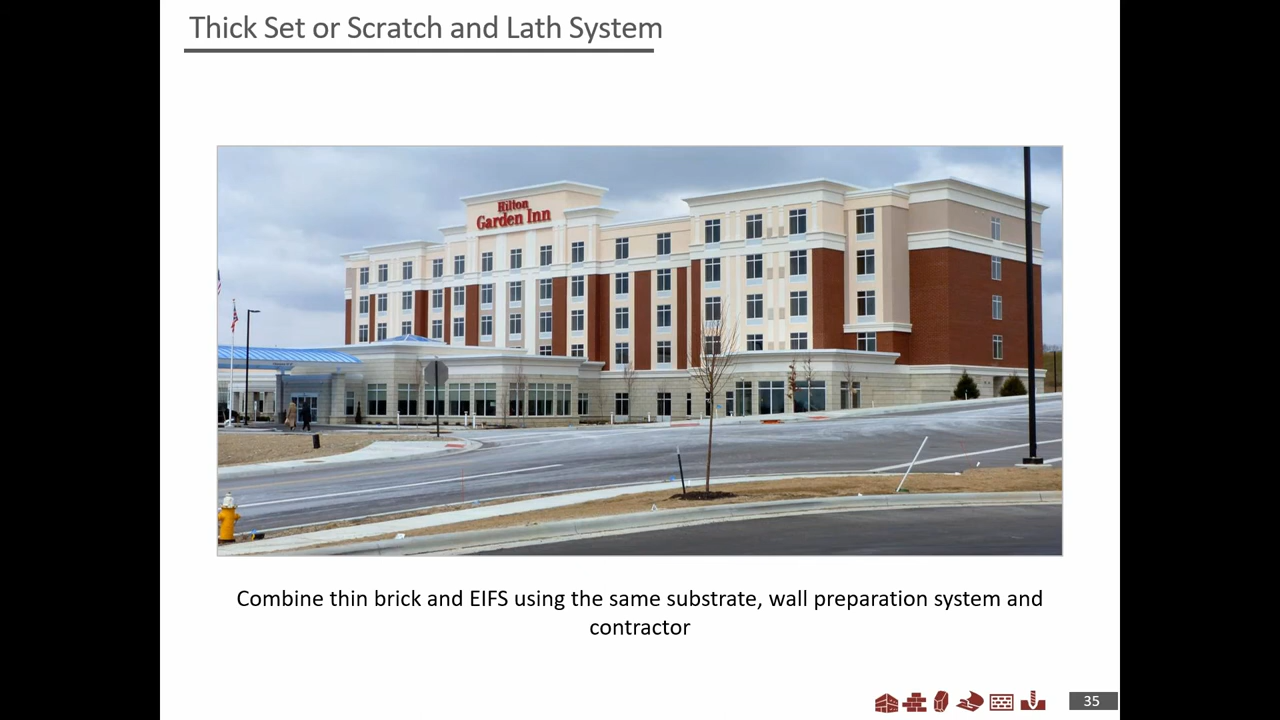 Thick Set or Scratch and Lath System
Hilton
Garden Inn
Combine thin brick and EIFS using the same substrate, wall preparation system and
contractor
35